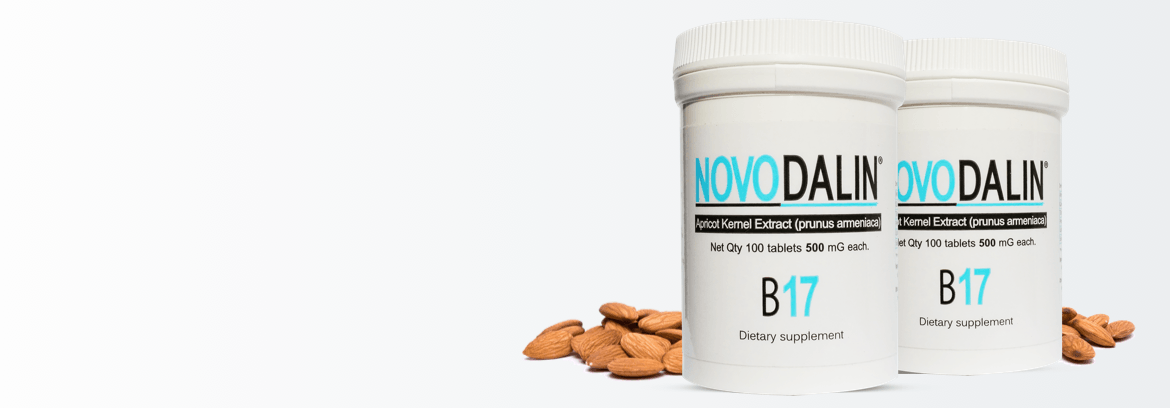 NOVODALIN®
Apricot Kernel Extract (prunus armeniaca)
Net Qty 100 tablets 500 mG each.
B17
Dietary supplement
OVODALIN®
t Kernel Extract (prunus armeniaca)
et Qty 100 tablets 500 mG each.
B17
Dietary supplement